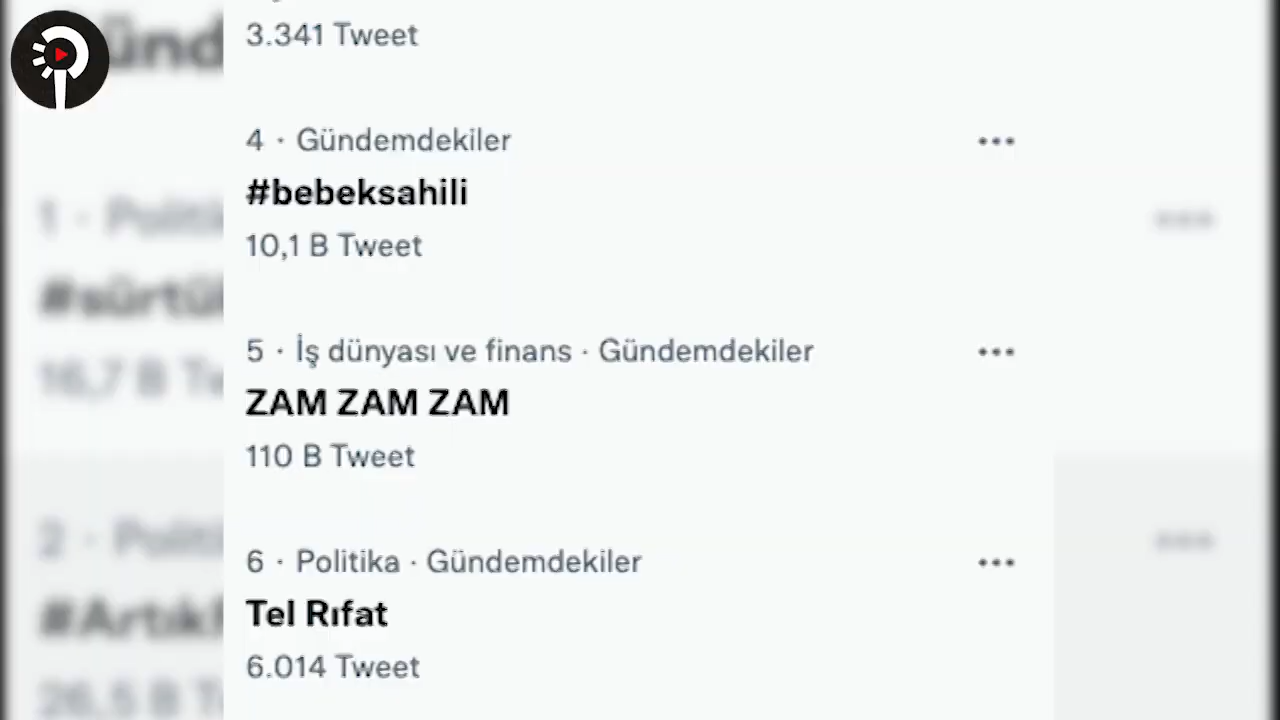 3.341 Tweet
4 · Gündemdekiler
#bebeksahili
10,1 B Tweet
5 · İş dünyası ve finans · Gündemdekiler
ZAM ZAM ZAM
110 B Tweet
6 · Politika · Gündemdekiler
Tel Rıfat
6.014 Tweet